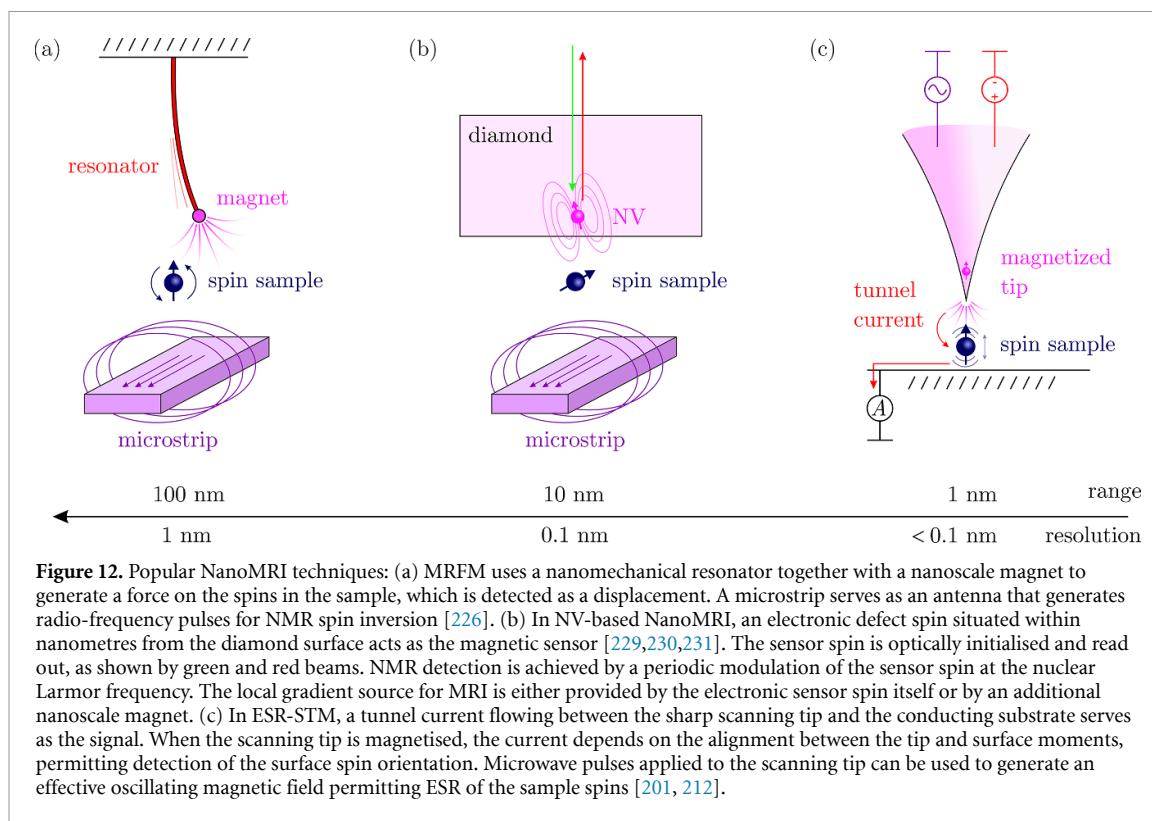 (a)
resonator
magnet
spin sample
microstrip
(b)
diamond
NV
spin sample
microstrip
(c)
-
+
magnetized
tip
tunnel
current
spin sample
A
100 nm 10 nm 1 nm range
1 nm 0.1 nm < 0.1 nm resolution
Figure 12. Popular NanoMRI techniques: (a) MRFM uses a nanomechanical resonator together with a nanoscale magnet to
generate a force on the spins in the sample, which is detected as a displacement. A microstrip serves as an antenna that generates
radio-frequency pulses for NMR spin inversion [226]. (b) In NV-based NanoMRI, an electronic defect spin situated within
nanometres from the diamond surface acts as the magnetic sensor [229,230,231]. The sensor spin is optically initialised and read
out, as shown by green and red beams. NMR detection is achieved by a periodic modulation of the sensor spin at the nuclear
Larmor frequency. The local gradient source for MRI is either provided by the electronic sensor spin itself or by an additional
nanoscale magnet. (c) In ESR-STM, a tunnel current flowing between the sharp scanning tip and the conducting substrate serves
as the signal. When the scanning tip is magnetised, the current depends on the alignment between the tip and surface moments,
permitting detection of the surface spin orientation. Microwave pulses applied to the scanning tip can be used to generate an
effective oscillating magnetic field permitting ESR of the sample spins [201, 212].